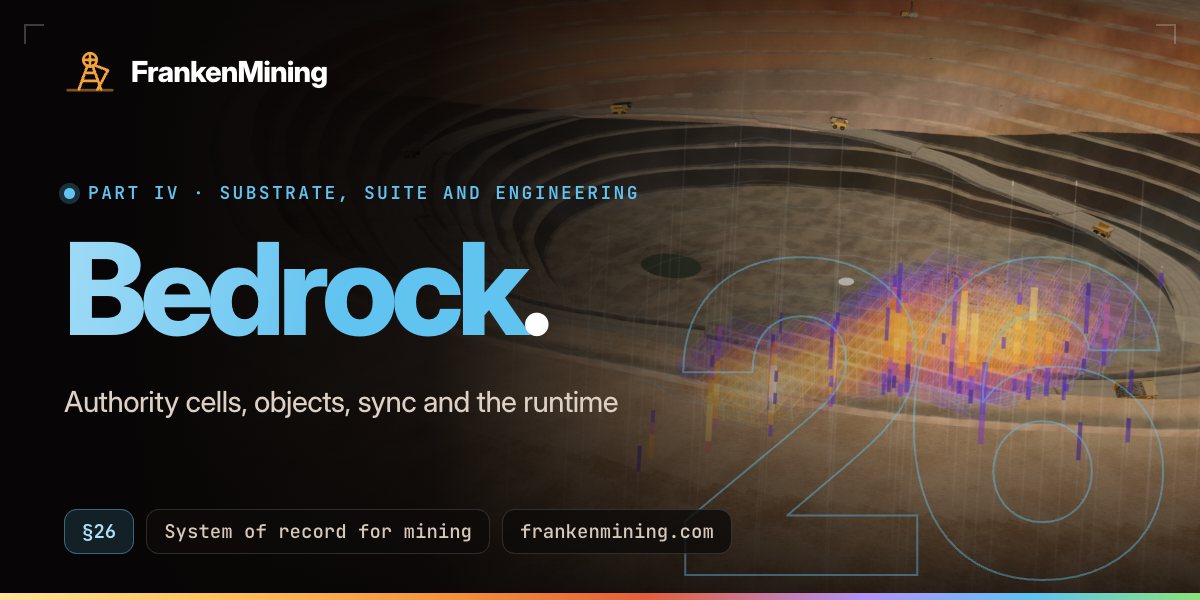 FrankenMining
PART IV · SUBSTRATE, SUITE AND ENGINEERING
Bedrock.
Authority cells, objects, sync and the runtime
§26
System of record for mining
frankenmining.com
26